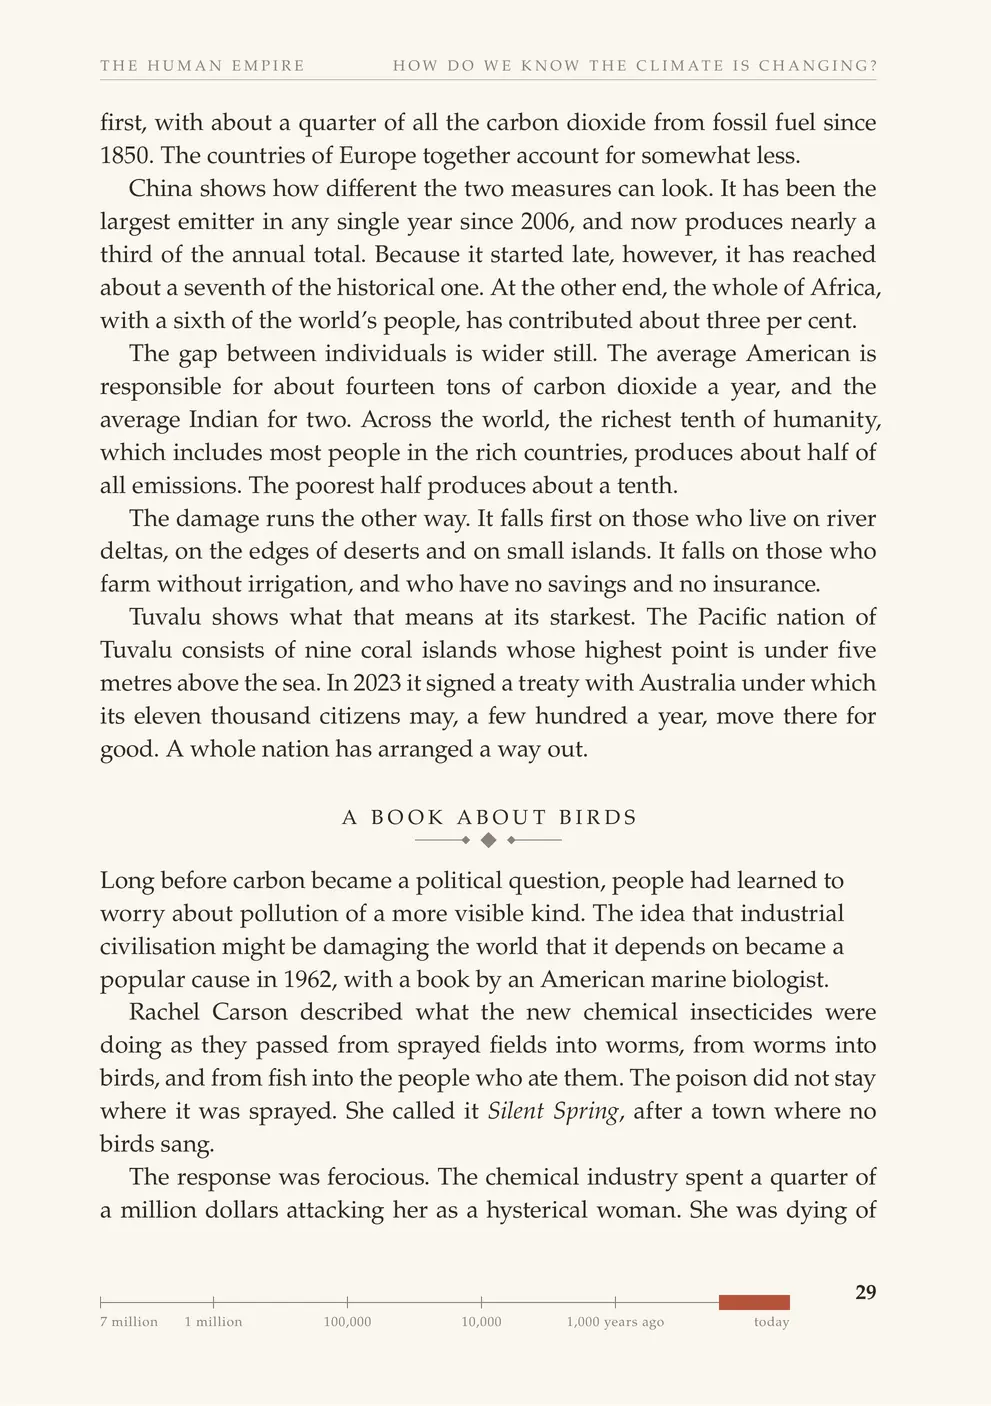 THE HUMAN EMPIRE HOW DO WE KNOW THE CLIMATE IS CHANGING?
first, with about a quarter of all the carbon dioxide from fossil fuel since
1850. The countries of Europe together account for somewhat less.
China shows how different the two measures can look. It has been the
largest emitter in any single year since 2006, and now produces nearly a
third of the annual total. Because it started late, however, it has reached
about a seventh of the historical one. At the other end, the whole of Africa,
with a sixth of the world’s people, has contributed about three per cent.
The gap between individuals is wider still. The average American is
responsible for about fourteen tons of carbon dioxide a year, and the
average Indian for two. Across the world, the richest tenth of humanity,
which includes most people in the rich countries, produces about half of
all emissions. The poorest half produces about a tenth.
The damage runs the other way. It falls first on those who live on river
deltas, on the edges of deserts and on small islands. It falls on those who
farm without irrigation, and who have no savings and no insurance.
Tuvalu shows what that means at its starkest. The Pacific nation of
Tuvalu consists of nine coral islands whose highest point is under five
metres above the sea. In 2023 it signed a treaty with Australia under which
its eleven thousand citizens may, a few hundred a year, move there for
good. A whole nation has arranged a way out.
A BOOK ABOUT BIRDS
Long before carbon became a political question, people had learned to
worry about pollution of a more visible kind. The idea that industrial
civilisation might be damaging the world that it depends on became a
popular cause in 1962, with a book by an American marine biologist.
Rachel Carson described what the new chemical insecticides were
doing as they passed from sprayed fields into worms, from worms into
birds, and from fish into the people who ate them. The poison did not stay
where it was sprayed. She called it Silent Spring, after a town where no
birds sang.
The response was ferocious. The chemical industry spent a quarter of
a million dollars attacking her as a hysterical woman. She was dying of
29
7 million 1 million 100,000 10,000 1,000 years ago today